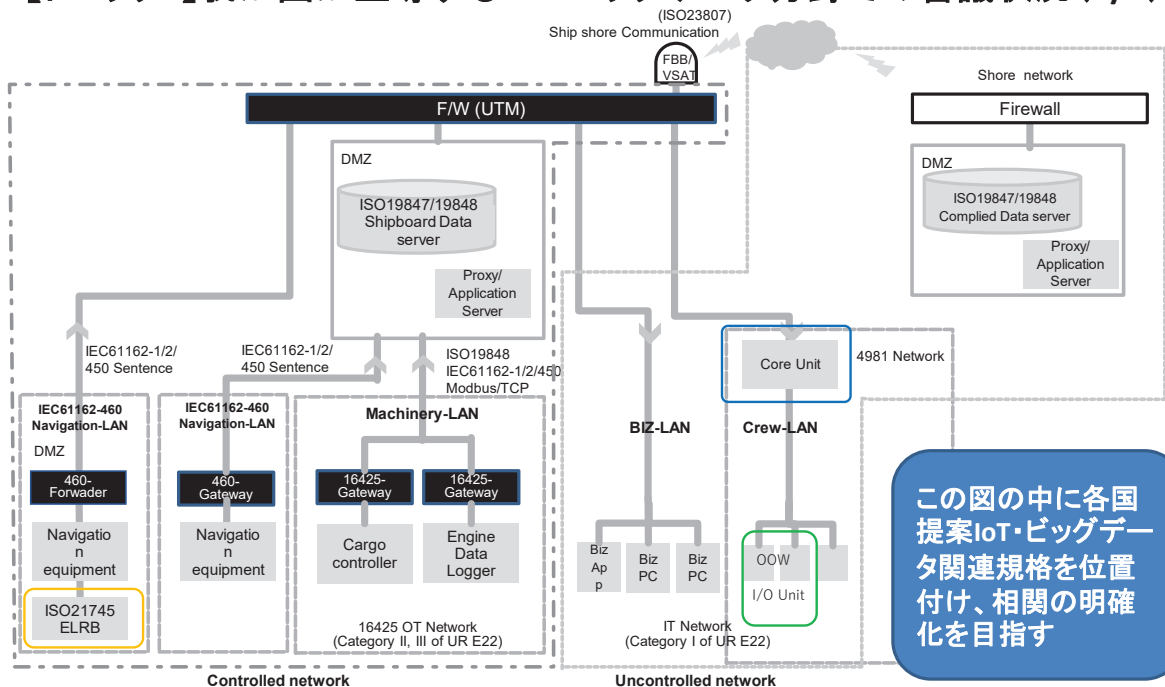 (ISO23807)
Ship shore Communication
FBB/
VSAT
Shore network
F/W (UTM)
Firewall
DMZ
ISO19847/19848
Shipboard Data
server
Proxy/
Application
Server
DMZ
ISO19847/19848
Complied Data server
Proxy/
Application
Server
IEC61162-1/2/
450 Sentence
IEC61162-1/2/
450 Sentence
ISO19848
IEC61162-1/2/450
Modbus/TCP
Core Unit
4981 Network
IEC61162-460
Navigation-LAN
DMZ
460-
Forwader
Navigatio
n
equipment
ISO21745
ELRB
IEC61162-460
Navigation-LAN
460-
Gateway
Navigatio
n
equipment
Machinery-LAN
16425-
Gateway
16425-
Gateway
Cargo
controller
Engine
Data
Logger
16425 OT Network
(Category II, III of UR E22)
BIZ-LAN
Crew-LAN
Biz
Ap
p
Biz
PC
Biz
PC
OOW
I/O Unit
IT Network
(Category I of UR E22)
この図の中に各国
提案IoT・ビッグデー
タ関連規格を位置
付け、相関の明確
化を目指す
Controlled network
Uncontrolled network